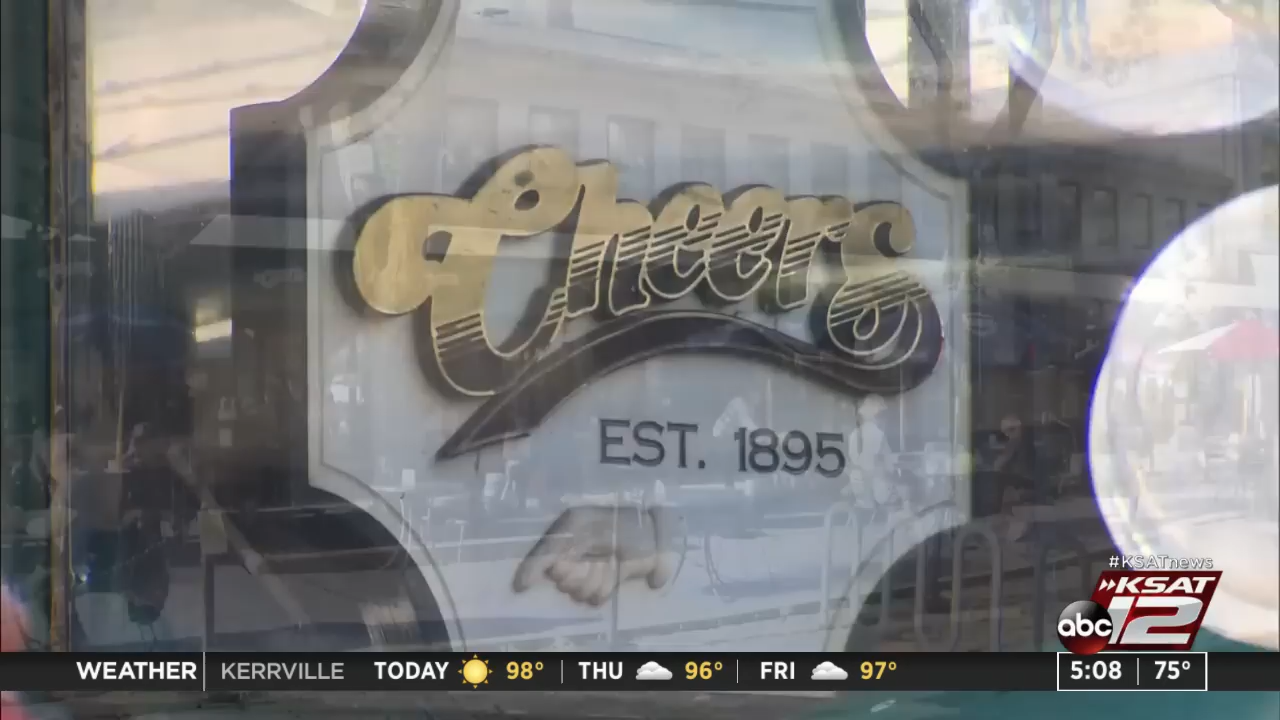 Cheers
EST. 1895
#KSATnews
KSAT
abc 12
WEATHER KERRVILLE TODAY 98° THU 96° FRI 97° 5:08 75°